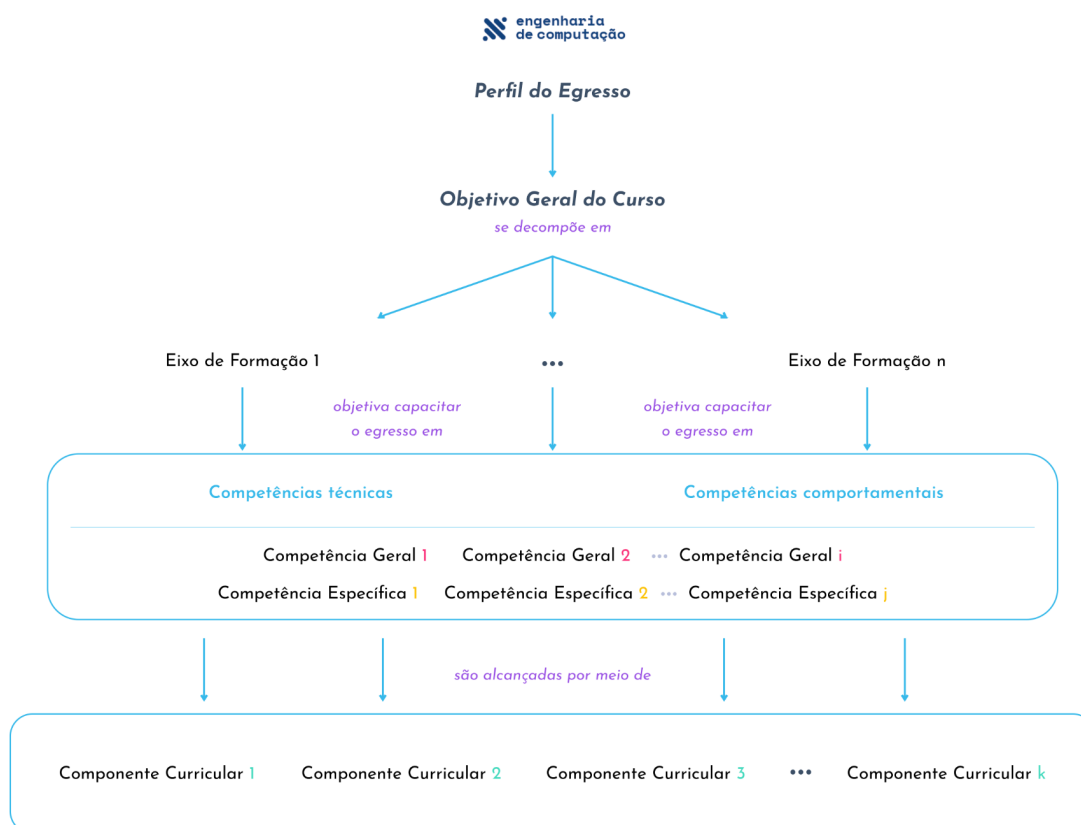 engenharia
de computação
Perfil do Egresso
Objetivo Geral do Curso
se decompõe em
Eixo de Formação 1 ... Eixo de Formação n
objetiva capacitar
o egresso em
objetiva capacitar
o egresso em
Competências técnicas Competências comportamentais
Competência Geral 1 Competência Geral 2 ... Competência Geral i
Competência Específica 1 Competência Específica 2 ... Competência Específica j
são alcançadas por meio de
Componente Curricular 1 Componente Curricular 2 Componente Curricular 3 ... Componente Curricular k